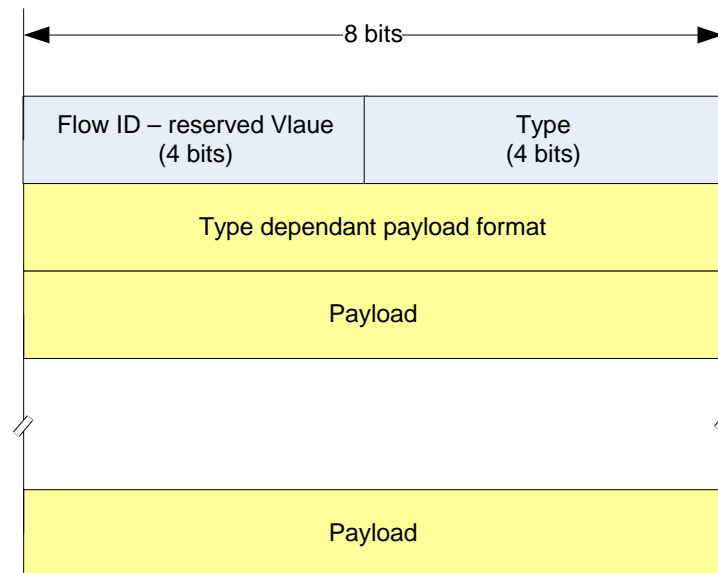 8 bits
Flow ID – reserved Vlaue
(4 bits)
Type
(4 bits)
Type dependant payload format
Payload
Payload